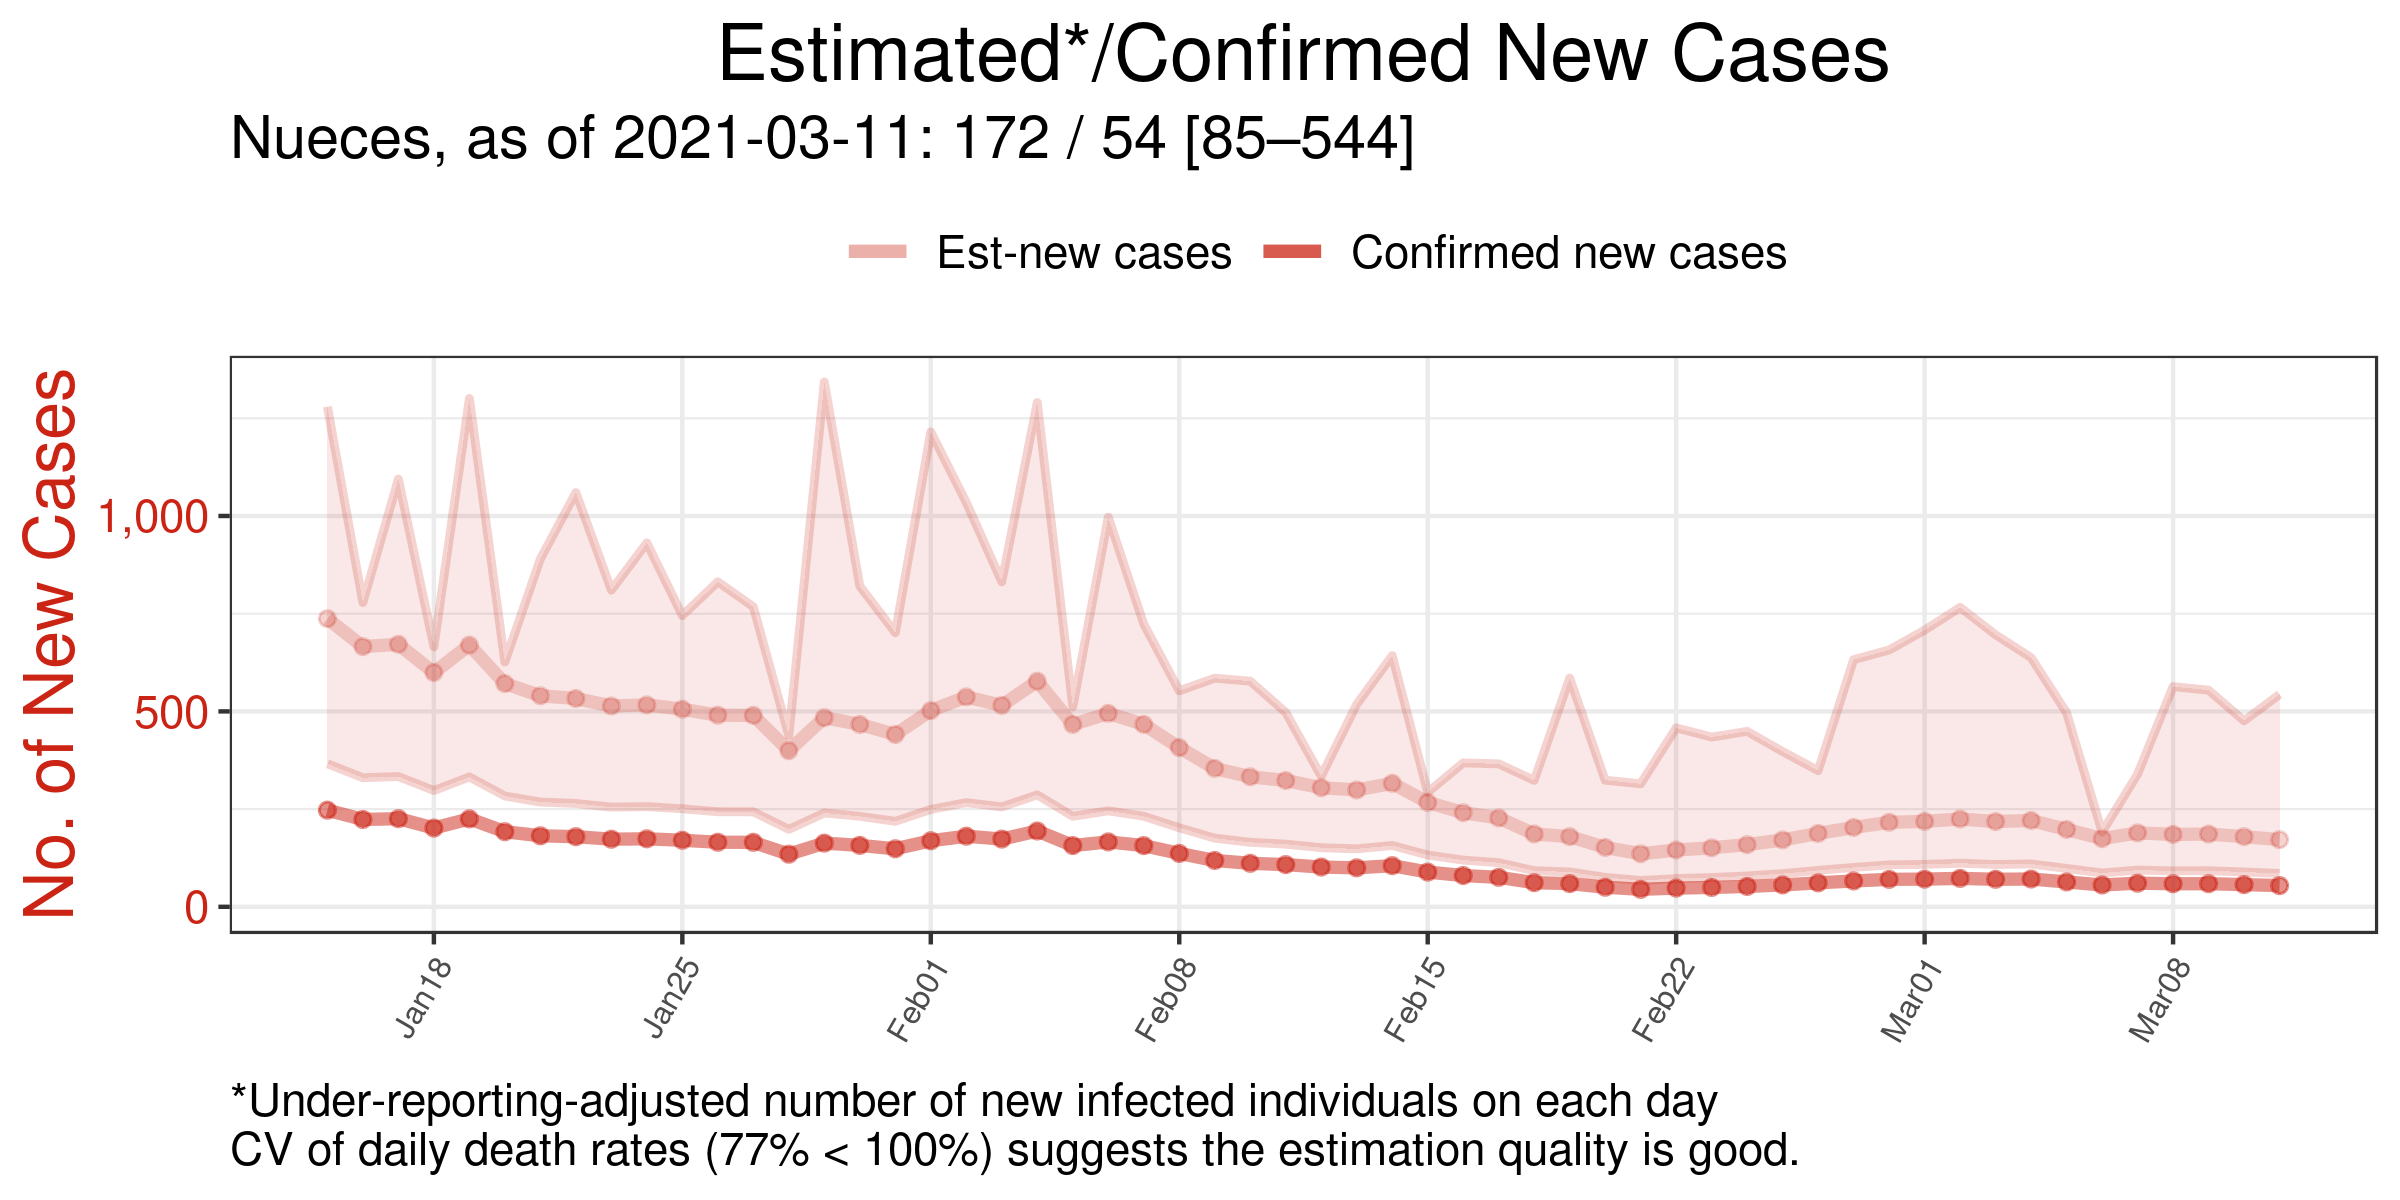 Estimated*/Confirmed New Cases
Nueces, as of 2021-03-11: 172 / 54 [85–544]
Est-new cases Confirmed new cases
No. of New Cases
1,000
500
0
Jan18 Jan25 Feb01 Feb08 Feb15 Feb22 Mar01 Mar08
*Under-reporting-adjusted number of new infected individuals on each day
CV of daily death rates (77% < 100%) suggests the estimation quality is good.